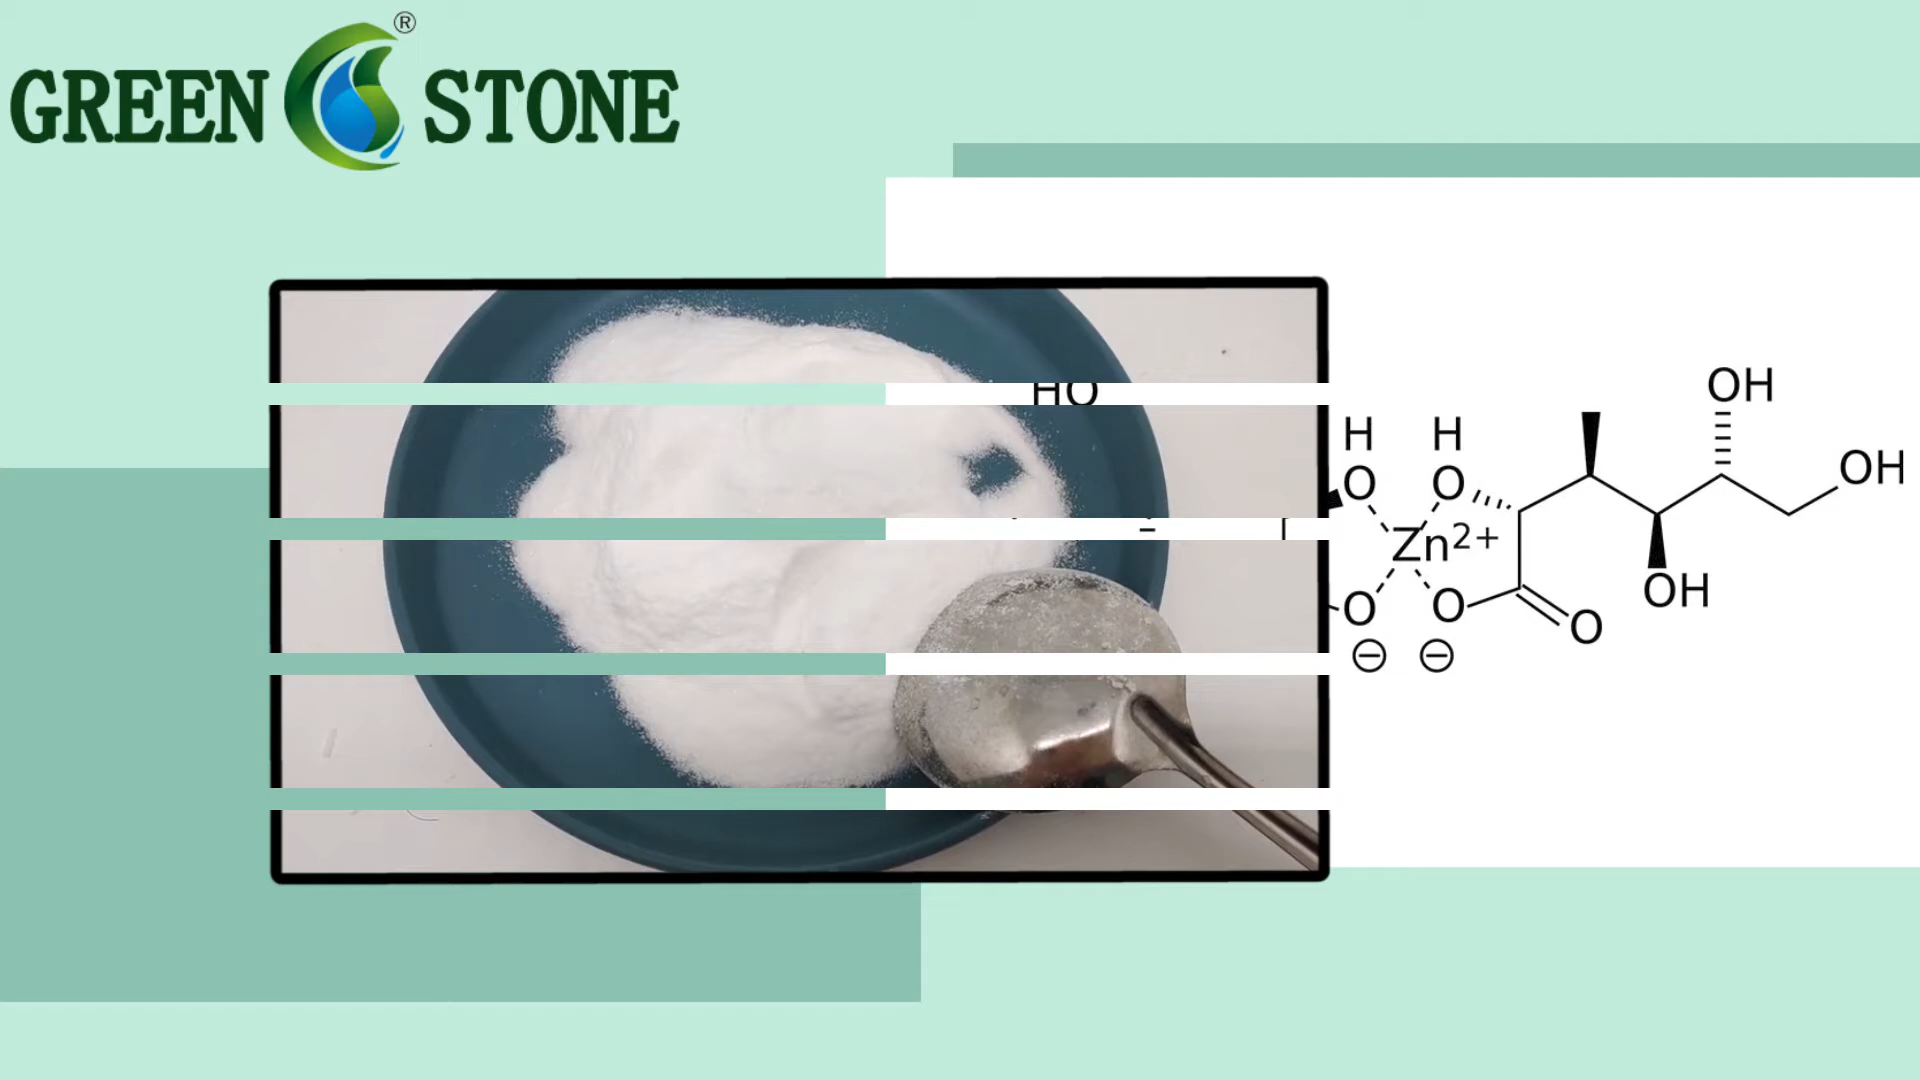 GREEN STONE ®
HO
OH
H H
OH
O O
Zn2+
OH
O O
O
⊖ ⊖